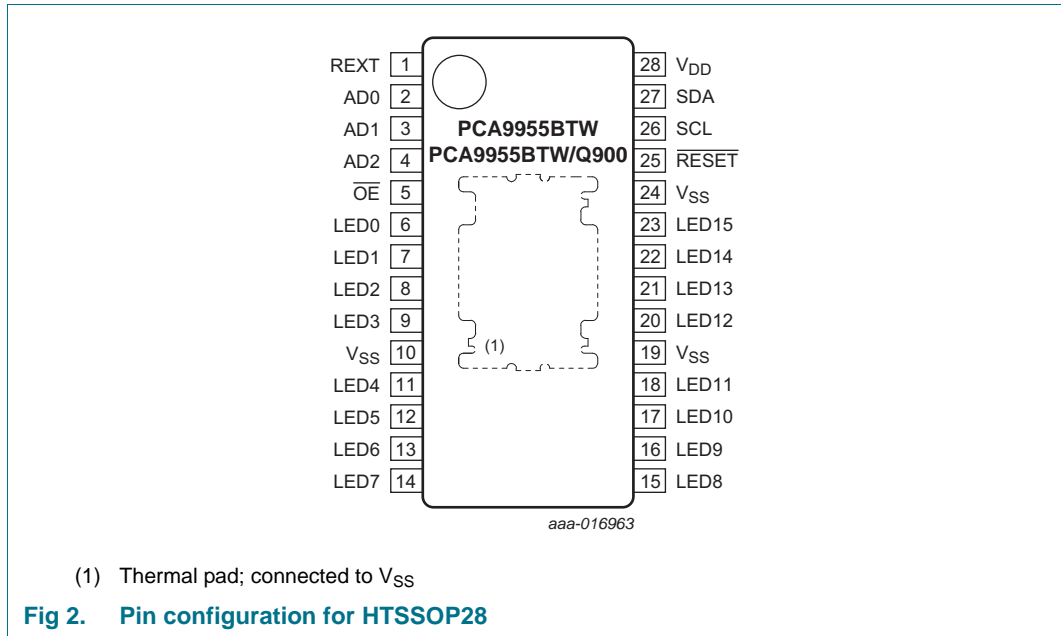 REXT 1 28 VDD
AD0 2 27 SDA
AD1 3 PCA9955BTW 26 SCL
AD2 4 PCA9955BTW/Q900 25 RESET
OE 5 24 VSS
LED0 6 23 LED15
LED1 7 22 LED14
LED2 8 21 LED13
LED3 9 20 LED12
VSS 10 (1) 19 VSS
LED4 11 18 LED11
LED5 12 17 LED10
LED6 13 16 LED9
LED7 14 15 LED8
aaa-016963
(1) Thermal pad; connected to VSS
Fig 2. Pin configuration for HTSSOP28